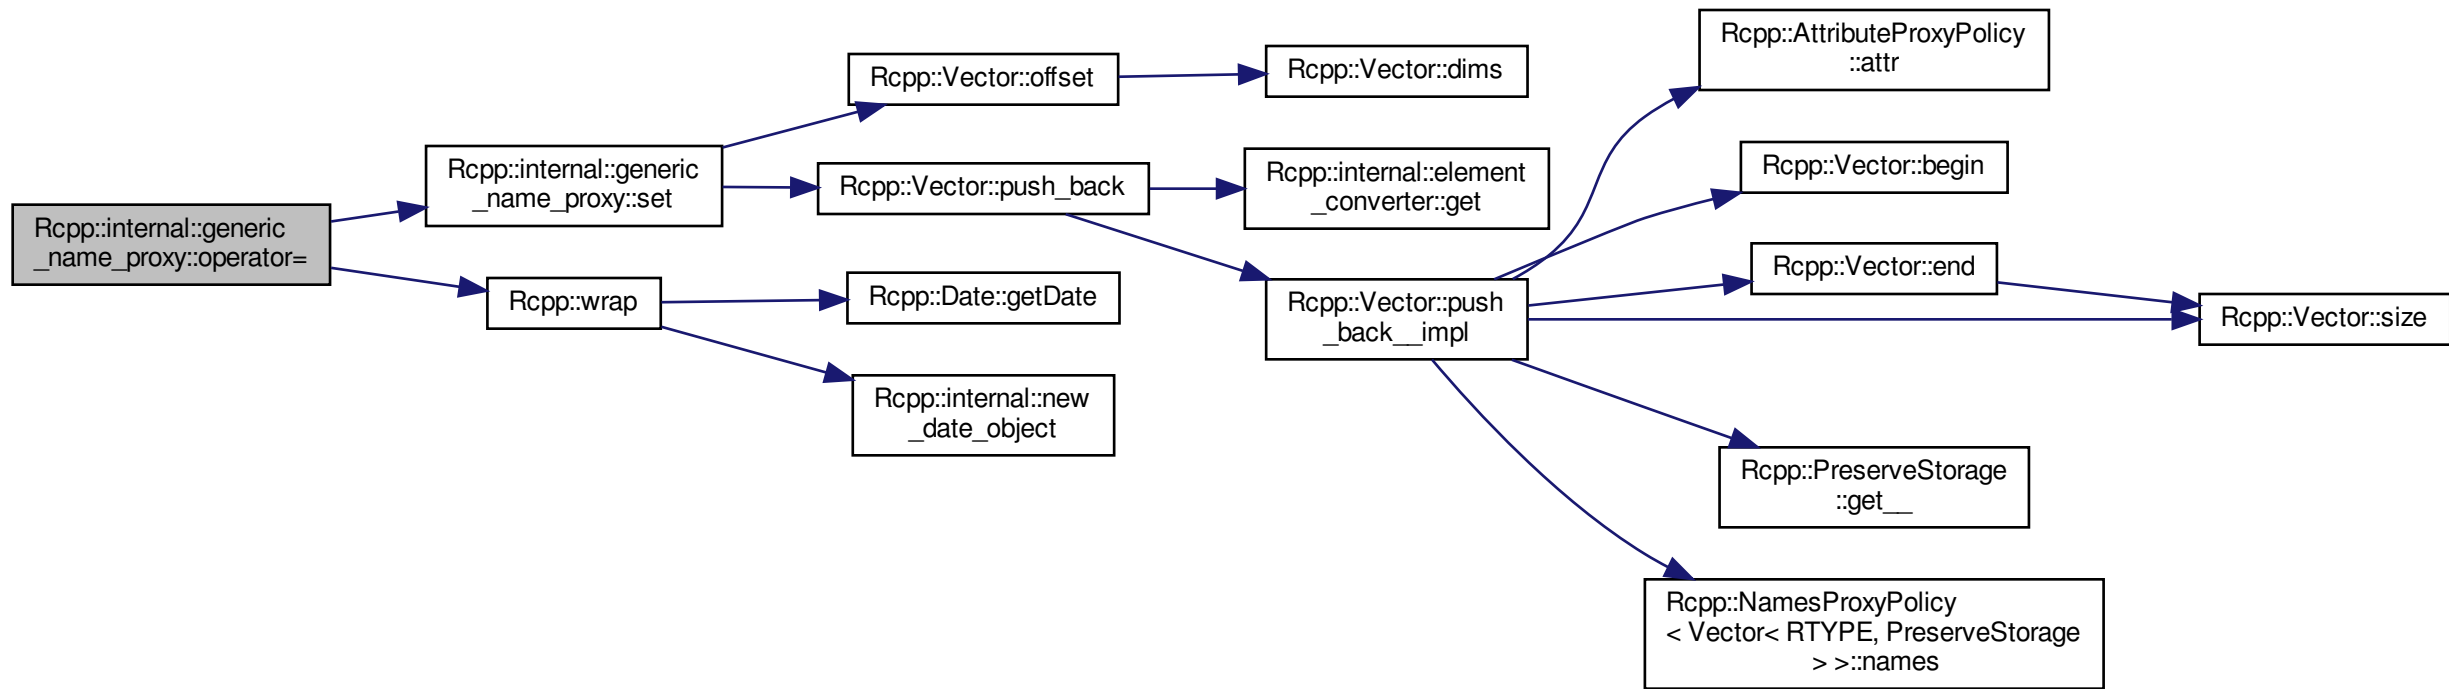 Rcpp::internal::generic
_name_proxy::operator=
Rcpp::internal::generic
_name_proxy::set
Rcpp::wrap
Rcpp::Vector::offset
Rcpp::Vector::push_back
Rcpp::Date::getDate
Rcpp::internal::new
_date_object
Rcpp::Vector::dims
Rcpp::internal::element
_converter::get
Rcpp::Vector::push
_back__impl
Rcpp::AttributeProxyPolicy
::attr
Rcpp::Vector::begin
Rcpp::Vector::end
Rcpp::PreserveStorage
::get__
Rcpp::NamesProxyPolicy
< Vector< RTYPE, PreserveStorage
> >::names
Rcpp::Vector::size